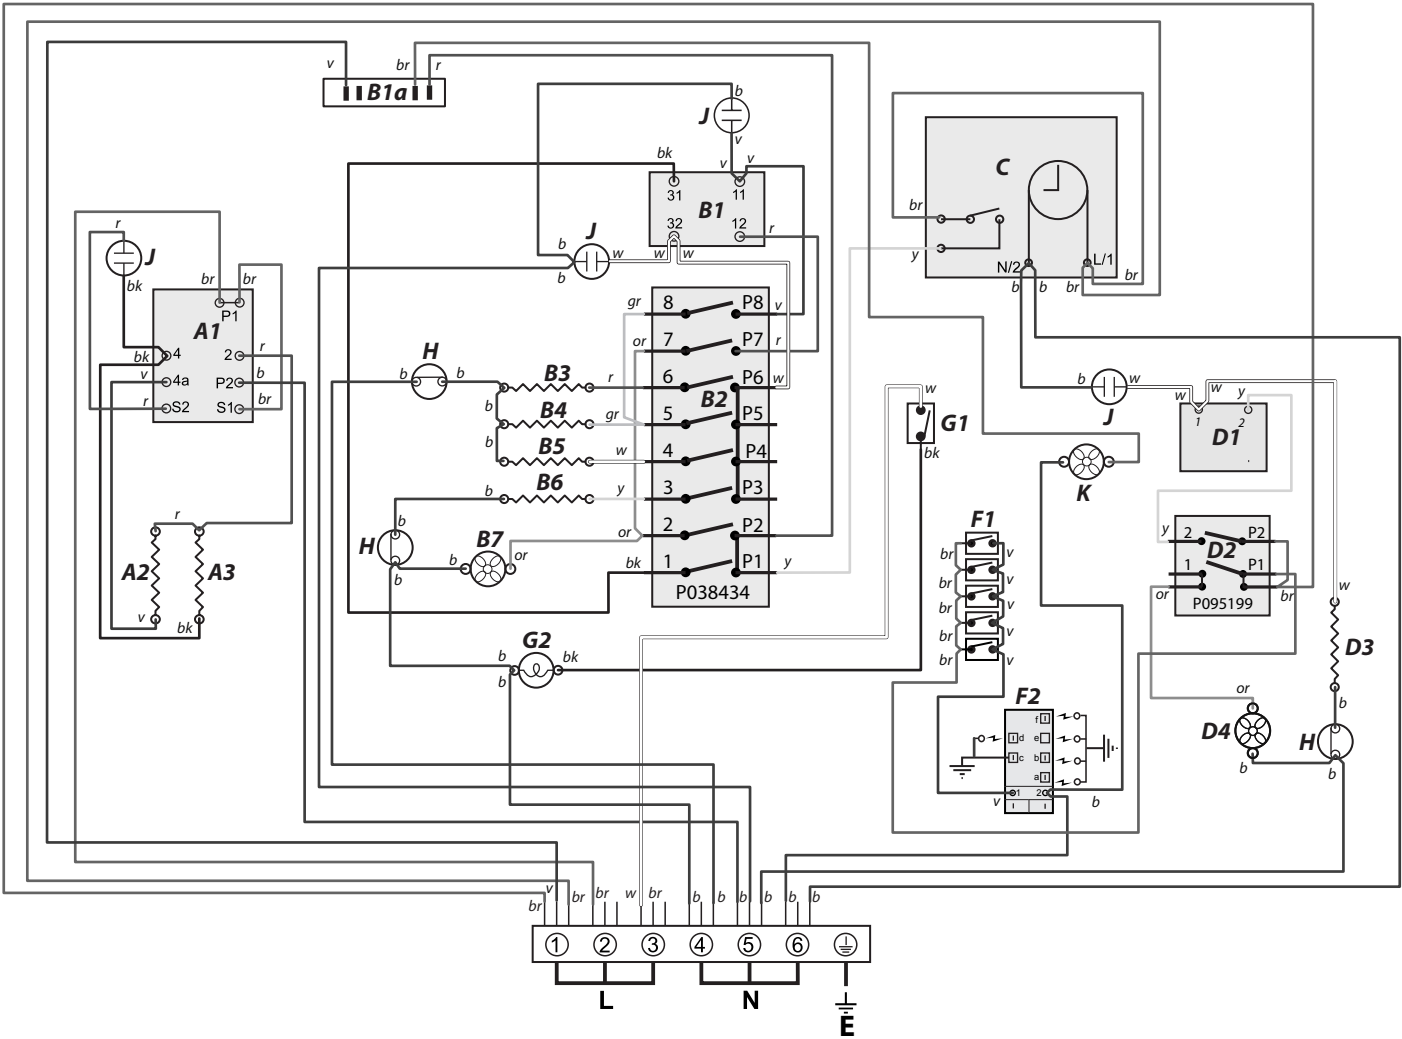 v br r
B1a
b
J
v
bk v v
31 11
B1
32 12
r
b J w w w
b
C
br
y
N/2 L/1
b b br br
r
J
bk
br br
P1
A1
bk 4 2 r
v 4a P2 b
r S2 S1 br
r
A2 A3
v bk
gr 8 P8 v
or 7 P7 r
H
b b
B3 r 6 P6 w
B2
b B4 gr 5 P5
b B5 w 4 P4
b B6 y 3 P3
b
H B7 or 2 P2
b or
b
bk 1 P1 y
P038434
w
G1
bk
G2
b bk
b
b J w w w y
1 2
D1
K
F1
br v
br v
br v
br v
br v
y 2 P2
D2
1 P1
or br
P095199
w
D3
b
or
D4 H
b b
F2
f
d e
c b
a
1 2
v b
br v br br w br b b b b b b
1 2 3 4 5 6
L N E